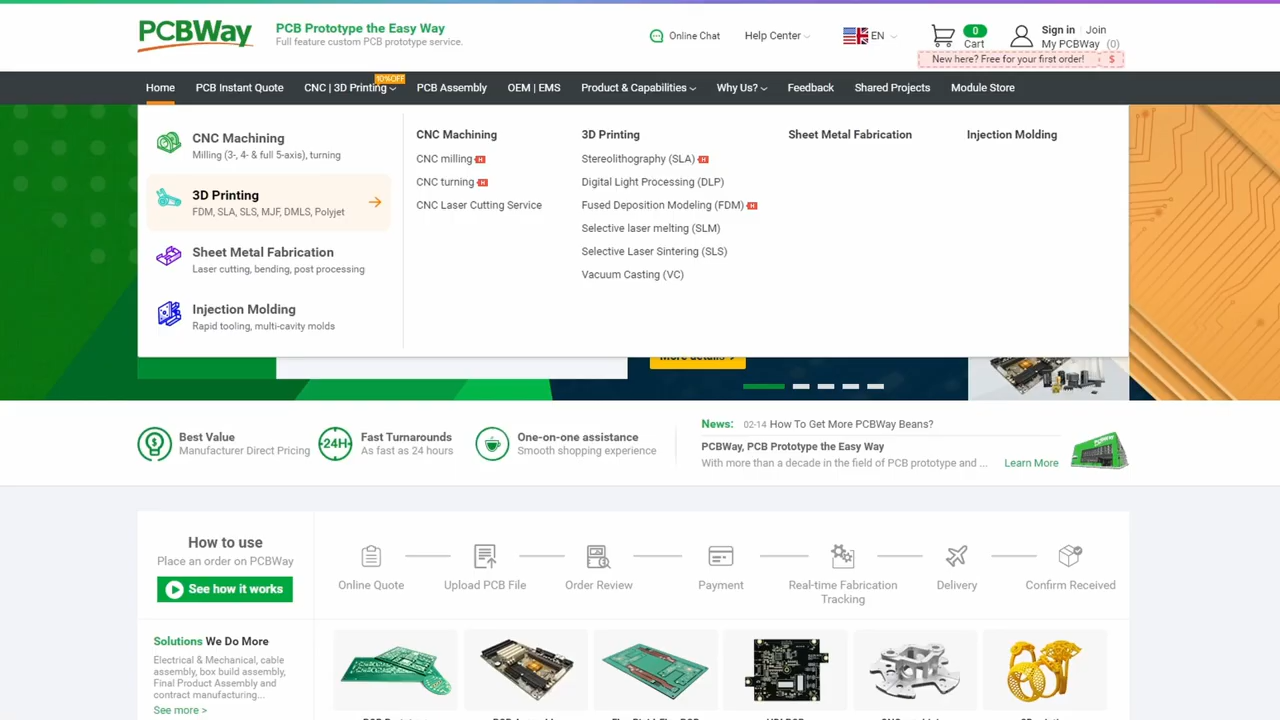 PCBWay
PCB Prototype the Easy Way
Full feature custom PCB prototype service.
Online Chat
Help Center
EN
0
Cart
Sign in
Join
My PCBWay (0)
New here? Free for your first order!
$
Home
PCB Instant Quote
CNC | 3D Printing
10%OFF
PCB Assembly
OEM | EMS
Product & Capabilities
Why Us?
Feedback
Shared Projects
Module Store
CNC Machining
Milling (3-, 4- & full 5-axis), turning
3D Printing
FDM, SLA, SLS, MJF, DMLS, Polyjet
Sheet Metal Fabrication
Laser cutting, bending, post processing
Injection Molding
Rapid tooling, multi-cavity molds
CNC Machining
CNC milling H
CNC turning H
CNC Laser Cutting Service
3D Printing
Stereolithography (SLA) H
Digital Light Processing (DLP)
Fused Deposition Modeling (FDM) H
Selective laser melting (SLM)
Selective Laser Sintering (SLS)
Vacuum Casting (VC)
Sheet Metal Fabrication
Injection Molding
More details >
Best Value
Manufacturer Direct Pricing
24H
Fast Turnarounds
As fast as 24 hours
One-on-one assistance
Smooth shopping experience
News: 02-14 How To Get More PCBWay Beans?
PCBWay, PCB Prototype the Easy Way
With more than a decade in the field of PCB prototype and ... Learn More
How to use
Place an order on PCBWay
See how it works
Online Quote
Upload PCB File
Order Review
Payment
Real-time Fabrication
Tracking
Delivery
Confirm Received
Solutions We Do More
Electrical & Mechanical, cable
assembly, box build assembly,
Final Product Assembly and
contract manufacturing...
See more >